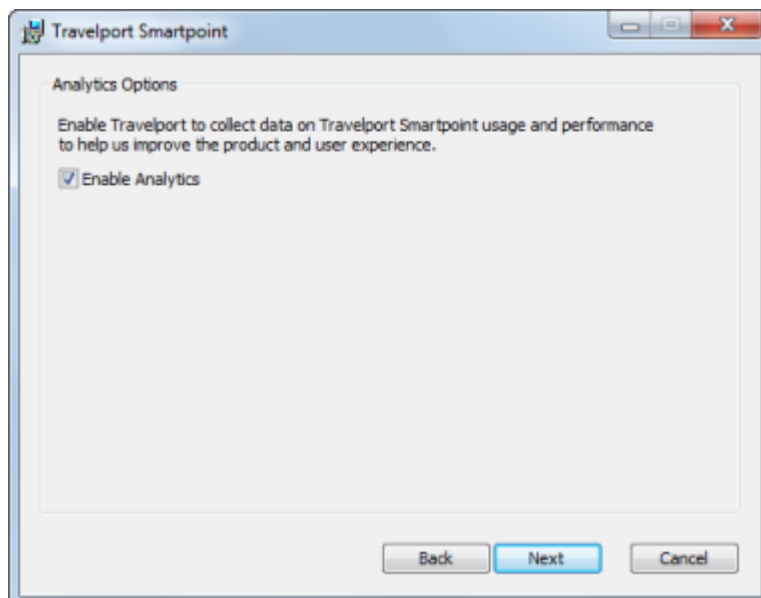 Travelport Smartpoint
Analytics Options
Enable Travelport to collect data on Travelport Smartpoint usage and performance
to help us improve the product and user experience.
Enable Analytics
Back Next Cancel